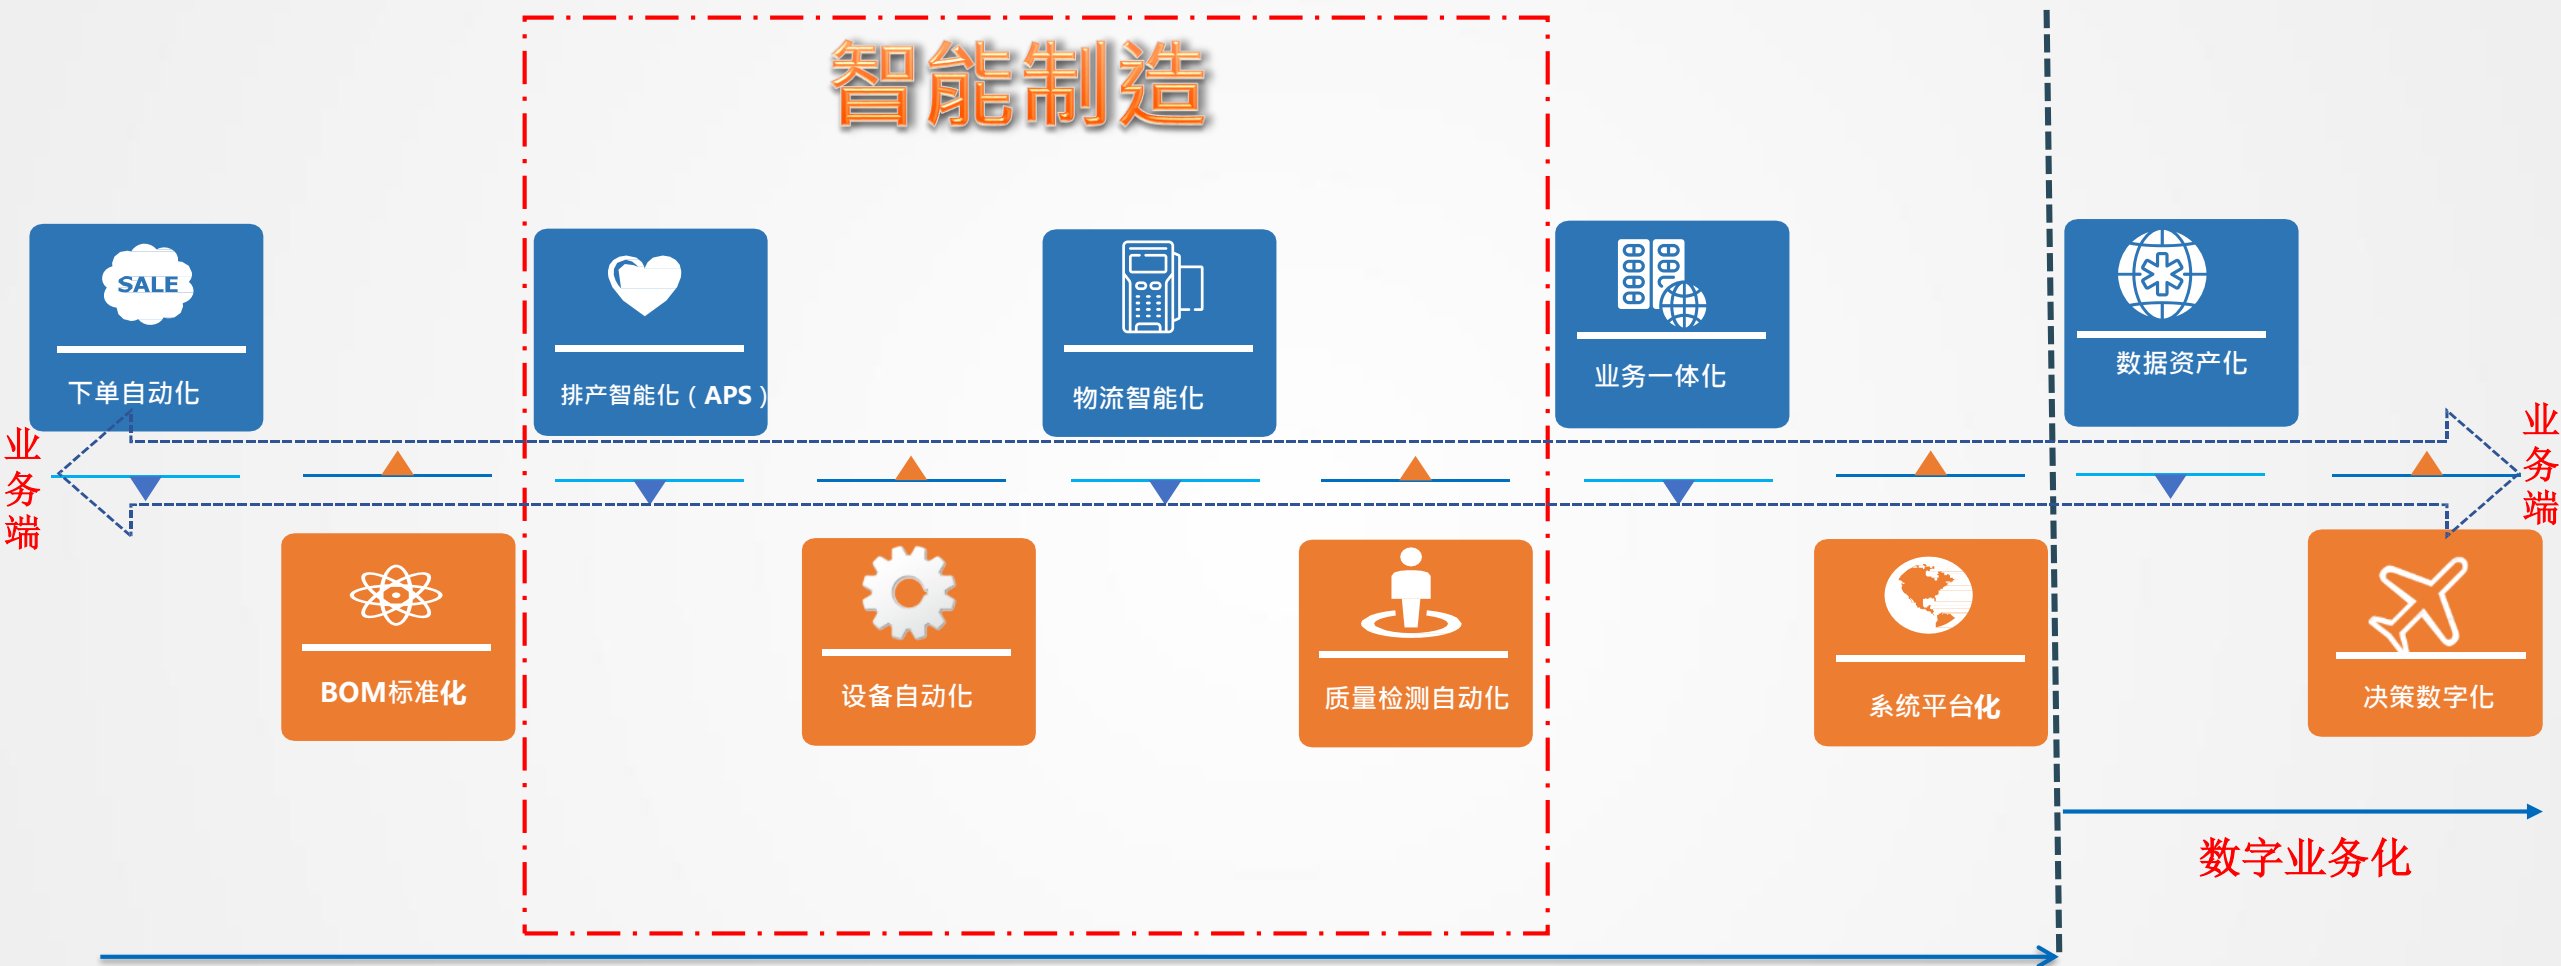 智能制造
SALE
下单自动化
排产智能化（APS）
物流智能化
业务一体化
数据资产化
业务端
业务端
BOM标准化
设备自动化
质量检测自动化
系统平台化
决策数字化
数字业务化